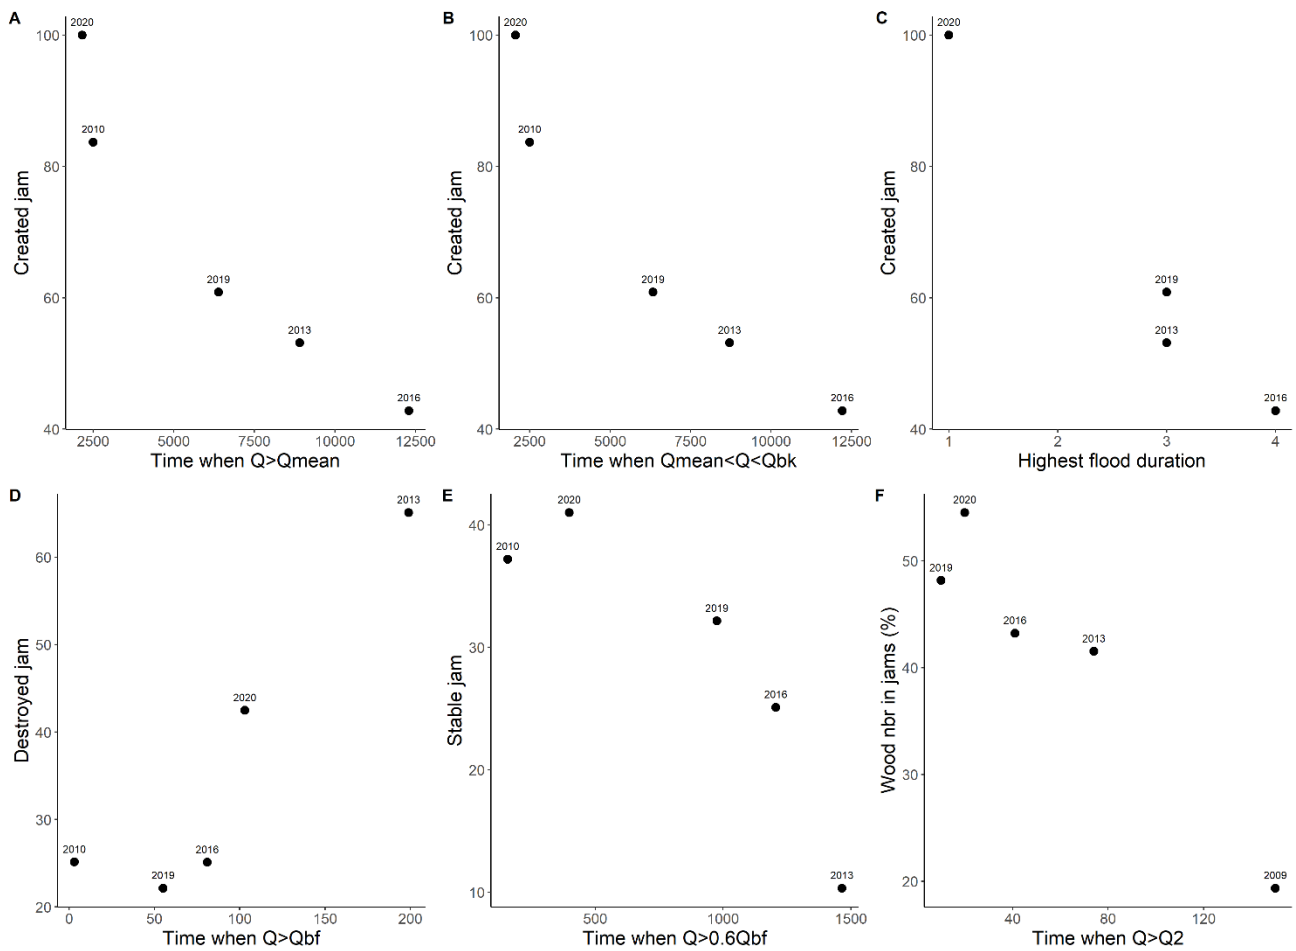 A
2020
100
2010
80
Created jam
2019
60
2013
2016
40
2500 5000 7500 10000 12500
Time when Q>Qmean
B
2020
100
2010
80
Created jam
2019
60
2013
2016
40
2500 5000 7500 10000 12500
Time when Qmean<Q<Qbk
C
2020
100
80
Created jam
2019
60
2013
2016
40
1 2 3 4
Highest flood duration
D
2013
60
50
2020
Destroyed jam
40
30
2010
2016
2019
20
0 50 100 150 200
Time when Q>Qbf
E
2020
40
2010
2019
30
Stable jam
2016
20
2013
10
500 1000 1500
Time when Q>0.6Qbf
F
2020
50
2019
2016
2013
40
Wood nbr in jams (%)
30
2009
20
40 80 120
Time when Q>Q2